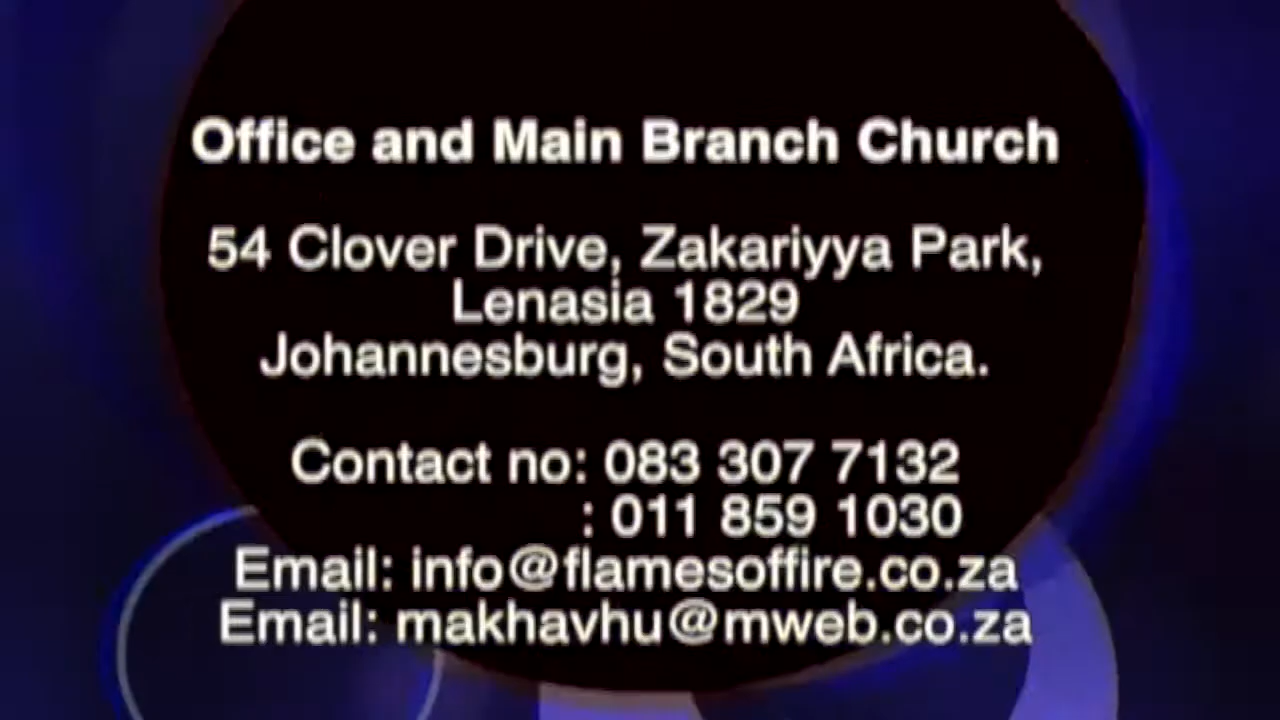 Office and Main Branch Church
54 Clover Drive, Zakariyya Park,
Lenasia 1829
Johannesburg, South Africa.
Contact no: 083 307 7132
: 011 859 1030
Email: info@flamesoffire.co.za
Email: makhavhu@mweb.co.za